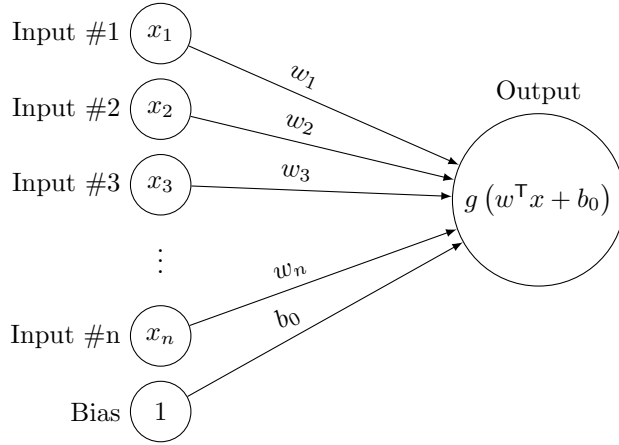 Input #1 x₁
w₁
Input #2 x₂
w₂
Output
Input #3 x₃
w₃
g (wᵀx + b₀)
⋮
wₙ
Input #n xₙ
b₀
Bias 1